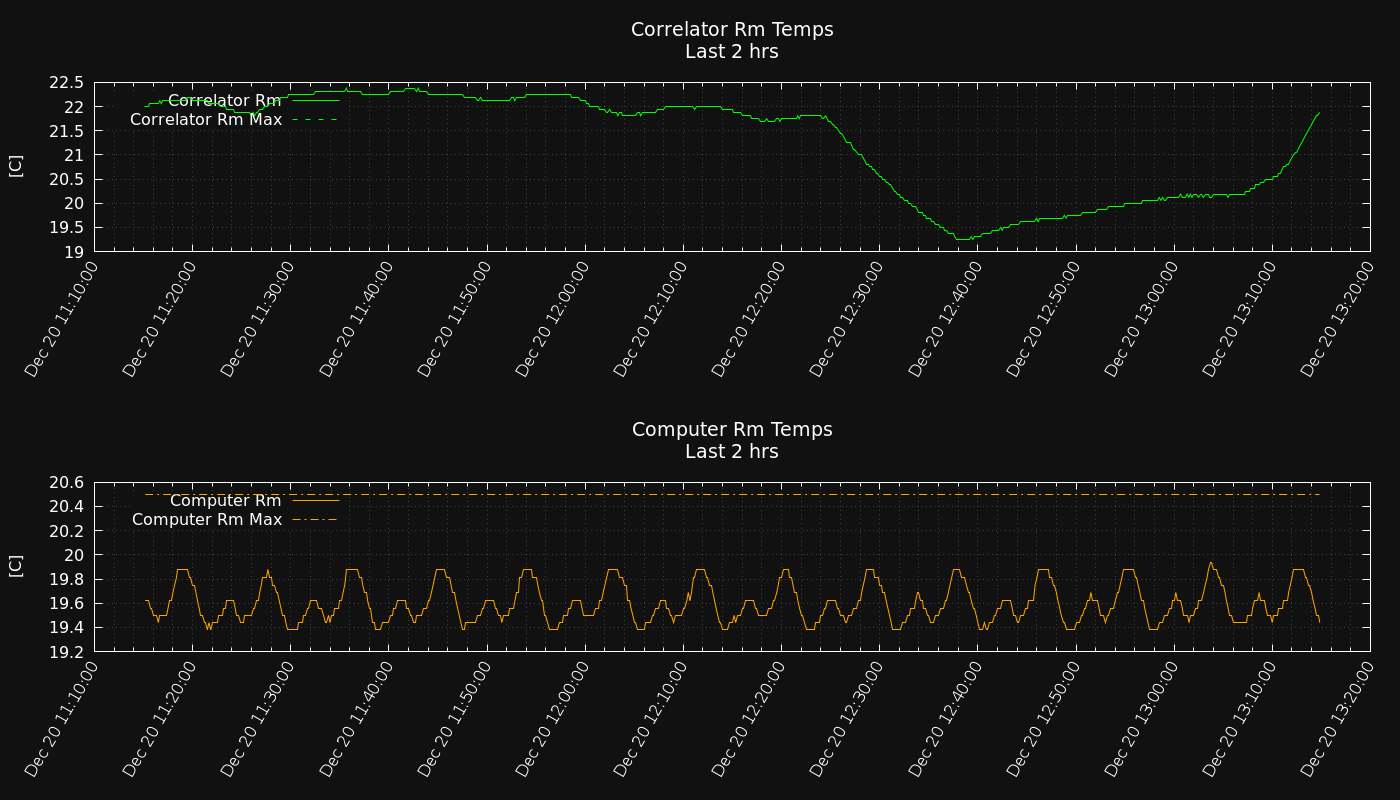 Correlator Rm Temps
Last 2 hrs
22.5
22
21.5
21
20.5
20
19.5
19
[C]
Correlator Rm
Correlator Rm Max
Dec 20 11:10:00
Dec 20 11:20:00
Dec 20 11:30:00
Dec 20 11:40:00
Dec 20 11:50:00
Dec 20 12:00:00
Dec 20 12:10:00
Dec 20 12:20:00
Dec 20 12:30:00
Dec 20 12:40:00
Dec 20 12:50:00
Dec 20 13:00:00
Dec 20 13:10:00
Dec 20 13:20:00
Computer Rm Temps
Last 2 hrs
20.6
20.4
20.2
20
19.8
19.6
19.4
19.2
[C]
Computer Rm
Computer Rm Max
Dec 20 11:10:00
Dec 20 11:20:00
Dec 20 11:30:00
Dec 20 11:40:00
Dec 20 11:50:00
Dec 20 12:00:00
Dec 20 12:10:00
Dec 20 12:20:00
Dec 20 12:30:00
Dec 20 12:40:00
Dec 20 12:50:00
Dec 20 13:00:00
Dec 20 13:10:00
Dec 20 13:20:00